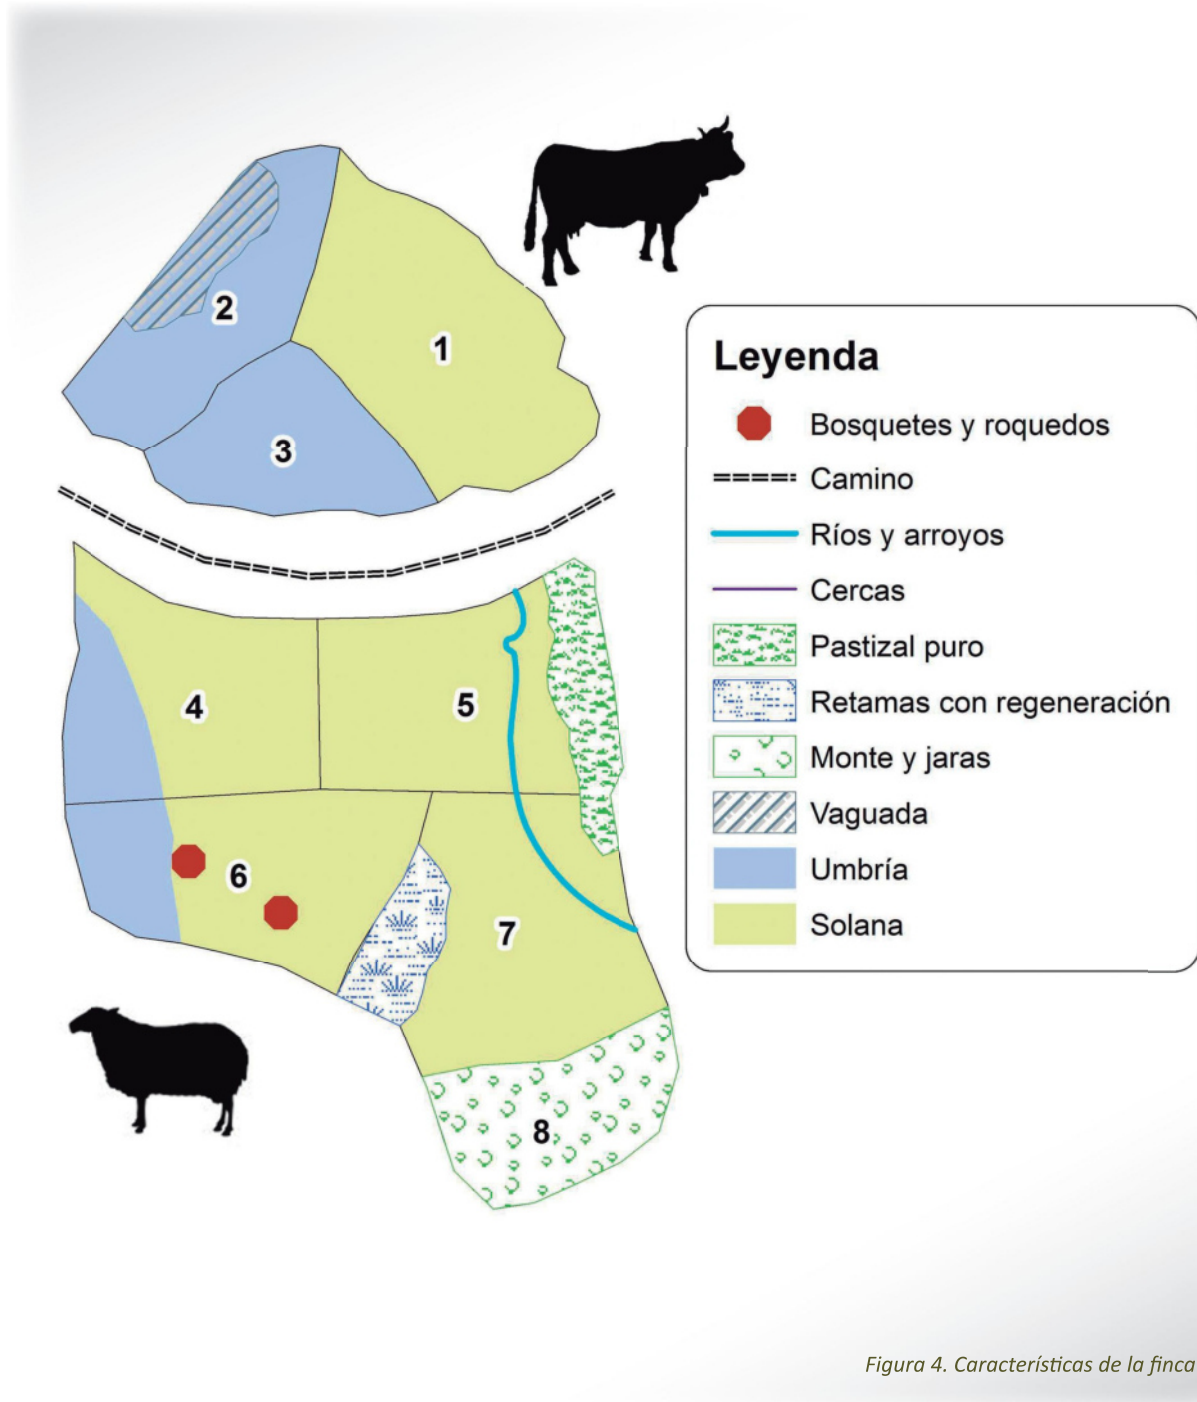 2
1
3
4
5
6
7
8
Leyenda
Bosquetes y roquedos
Camino
Ríos y arroyos
Cercas
Pastizal puro
Retamas con regeneración
Monte y jaras
Vaguada
Umbría
Solana
Figura 4. Características de la finca